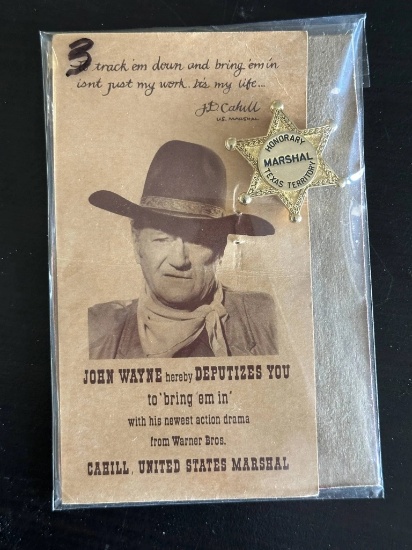 3
track 'em down and bring 'em in
isnt just my work. It's my life...
J.D. Cahill
U.S. MARSHAL
HONORARY
MARSHAL
TEXAS TERRITORY
JOHN WAYNE hereby DEPUTIZES YOU
to 'bring 'em in'
with his newest action drama
from Warner Bros.
CAHILL, UNITED STATES MARSHAL